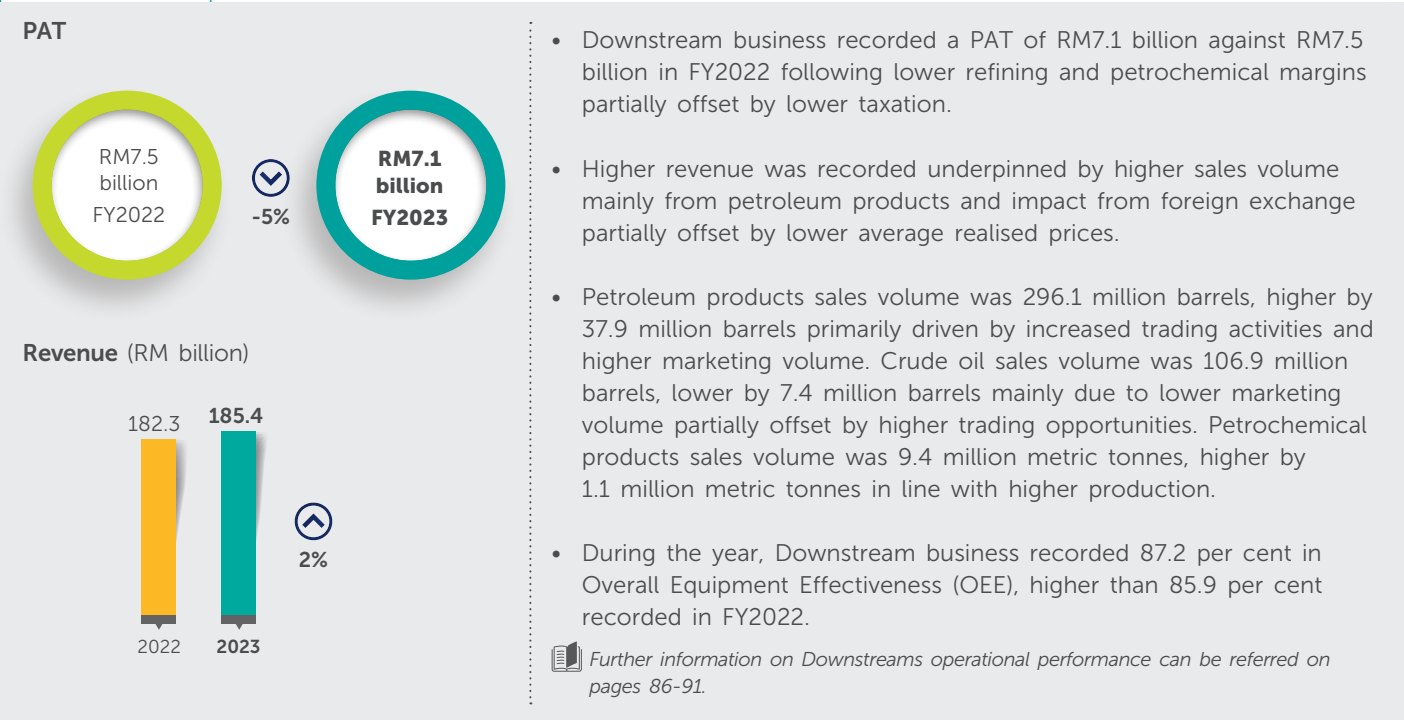 PAT
RM7.5
billion
FY2022
-5%
RM7.1
billion
FY2023
Revenue (RM billion)
182.3
185.4
2%
2022
2023
• Downstream business recorded a PAT of RM7.1 billion against RM7.5
billion in FY2022 following lower refining and petrochemical margins
partially offset by lower taxation.
• Higher revenue was recorded underpinned by higher sales volume
mainly from petroleum products and impact from foreign exchange
partially offset by lower average realised prices.
• Petroleum products sales volume was 296.1 million barrels, higher by
37.9 million barrels primarily driven by increased trading activities and
higher marketing volume. Crude oil sales volume was 106.9 million
barrels, lower by 7.4 million barrels mainly due to lower marketing
volume partially offset by higher trading opportunities. Petrochemical
products sales volume was 9.4 million metric tonnes, higher by
1.1 million metric tonnes in line with higher production.
• During the year, Downstream business recorded 87.2 per cent in
Overall Equipment Effectiveness (OEE), higher than 85.9 per cent
recorded in FY2022.
Further information on Downstreams operational performance can be referred on
pages 86-91.